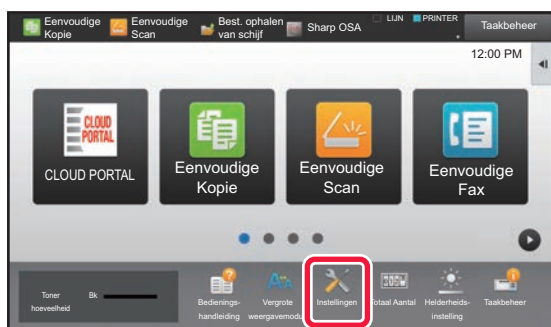 Eenvoudige
Kopie
Eenvoudige
Scan
Best. ophalen
van schijf
Sharp OSA
LIJN
PRINTER
Taakbeheer
12:00 PM
CLOUD
PORTAL
CLOUD PORTAL
Eenvoudige
Kopie
Eenvoudige
Scan
Eenvoudige
Fax
Toner
hoeveelheid
Bk
Bedienings-
handleiding
Vergrote
weergavemodus
Instellingen
Totaal Aantal
Helderheids-
instelling
Taakbeheer